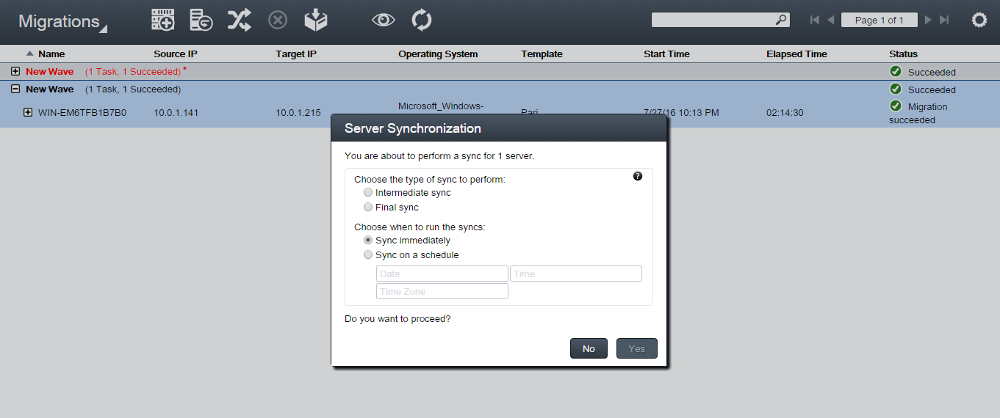 Migrations
Page 1 of 1
Name Source IP Target IP Operating System Template Start Time Elapsed Time Status
New Wave (1 Task, 1 Succeeded) * Succeeded
New Wave (1 Task, 1 Succeeded) Succeeded
WIN-EM6TFB1B7B0 10.0.1.141 10.0.1.215 Microsoft_Windows- Pari 7/27/16 10:13 PM 02:14:30 Migration
succeeded
Server Synchronization
You are about to perform a sync for 1 server.
Choose the type of sync to perform: ?
Intermediate sync
Final sync
Choose when to run the syncs:
Sync immediately
Sync on a schedule
Date Time
Time Zone
Do you want to proceed?
No Yes